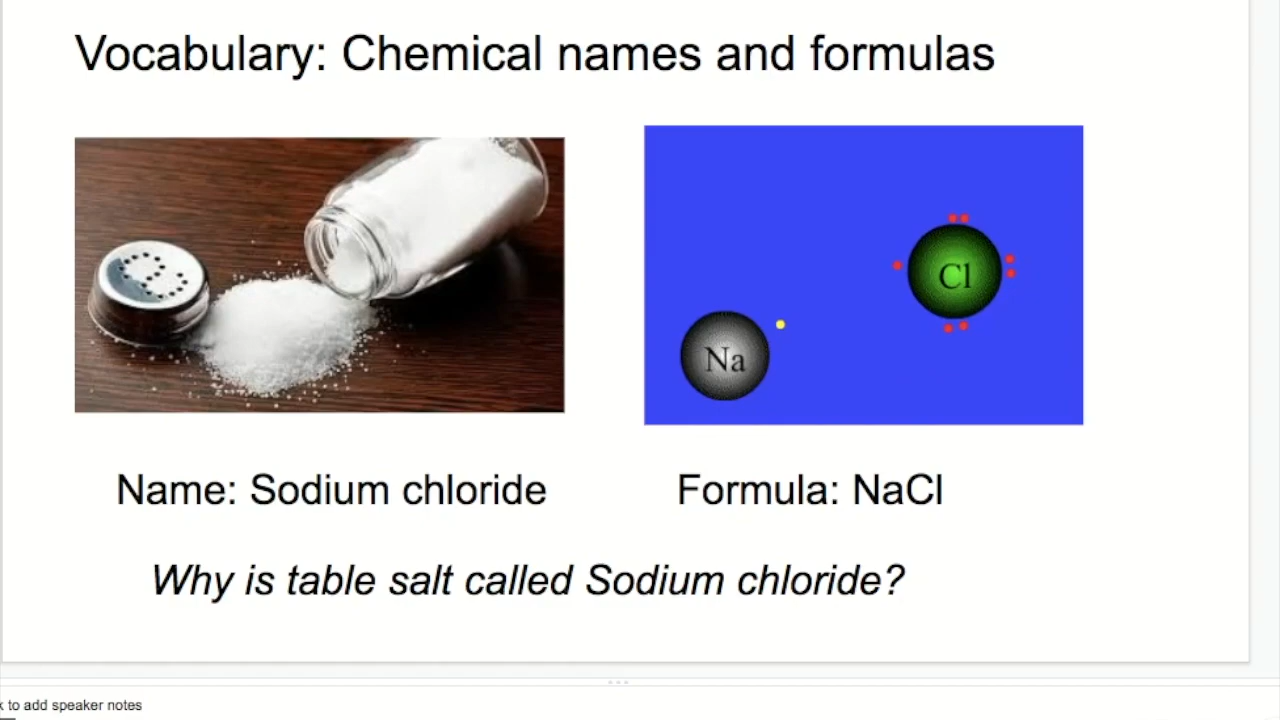 Vocabulary: Chemical names and formulas
Cl
Na
Name: Sodium chloride
Formula: NaCl
Why is table salt called Sodium chloride?
to add speaker notes